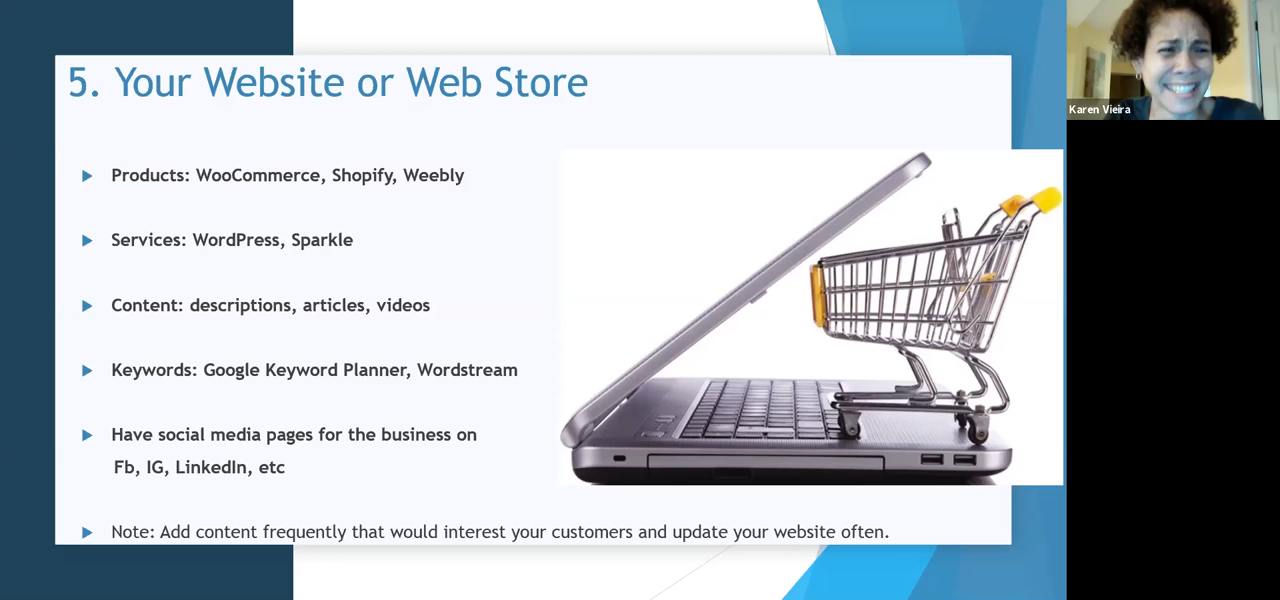 5. Your Website or Web Store
Karen Vieira
Products: WooCommerce, Shopify, Weebly
Services: WordPress, Sparkle
Content: descriptions, articles, videos
Keywords: Google Keyword Planner, Wordstream
Have social media pages for the business on
Fb, IG, LinkedIn, etc
Note: Add content frequently that would interest your customers and update your website often.